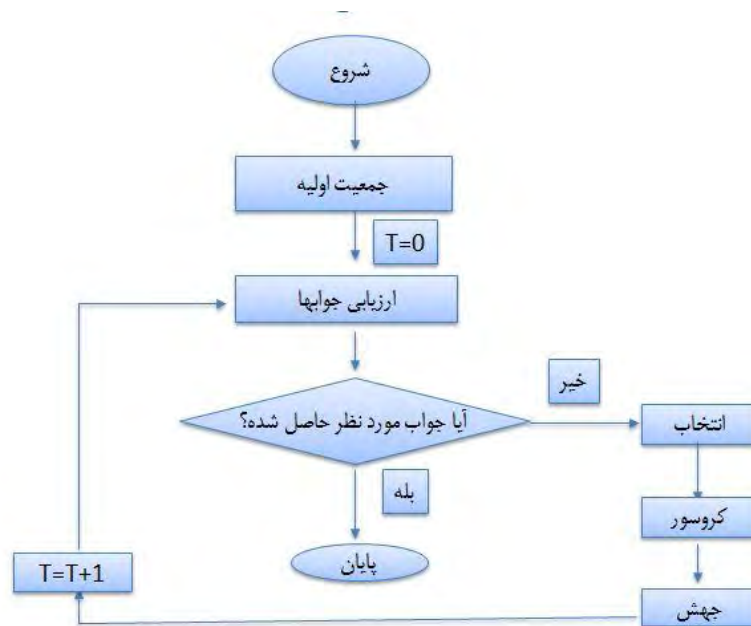 شروع
جمعیت اولیه
T=0
ارزیابی جوابها
آیا جواب مورد نظر حاصل شده؟
خیر
انتخاب
کروسور
جهش
T=T+1
بله
پایان